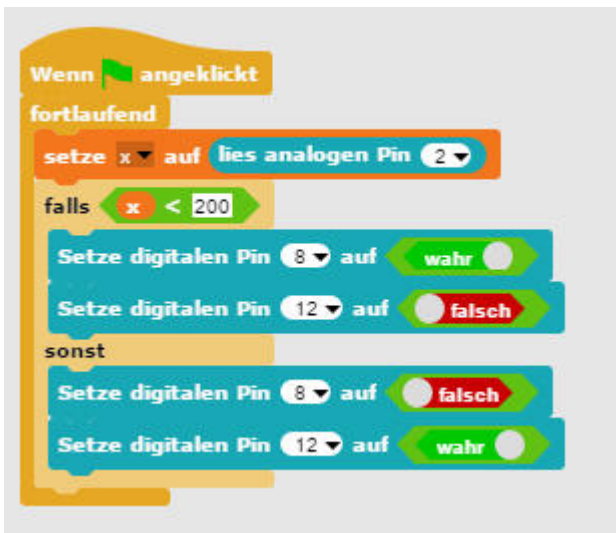 Wenn angeklickt
fortlaufend
setze x auf lies analogen Pin 2
falls x < 200
Setze digitalen Pin 8 auf wahr
Setze digitalen Pin 12 auf falsch
sonst
Setze digitalen Pin 8 auf falsch
Setze digitalen Pin 12 auf wahr